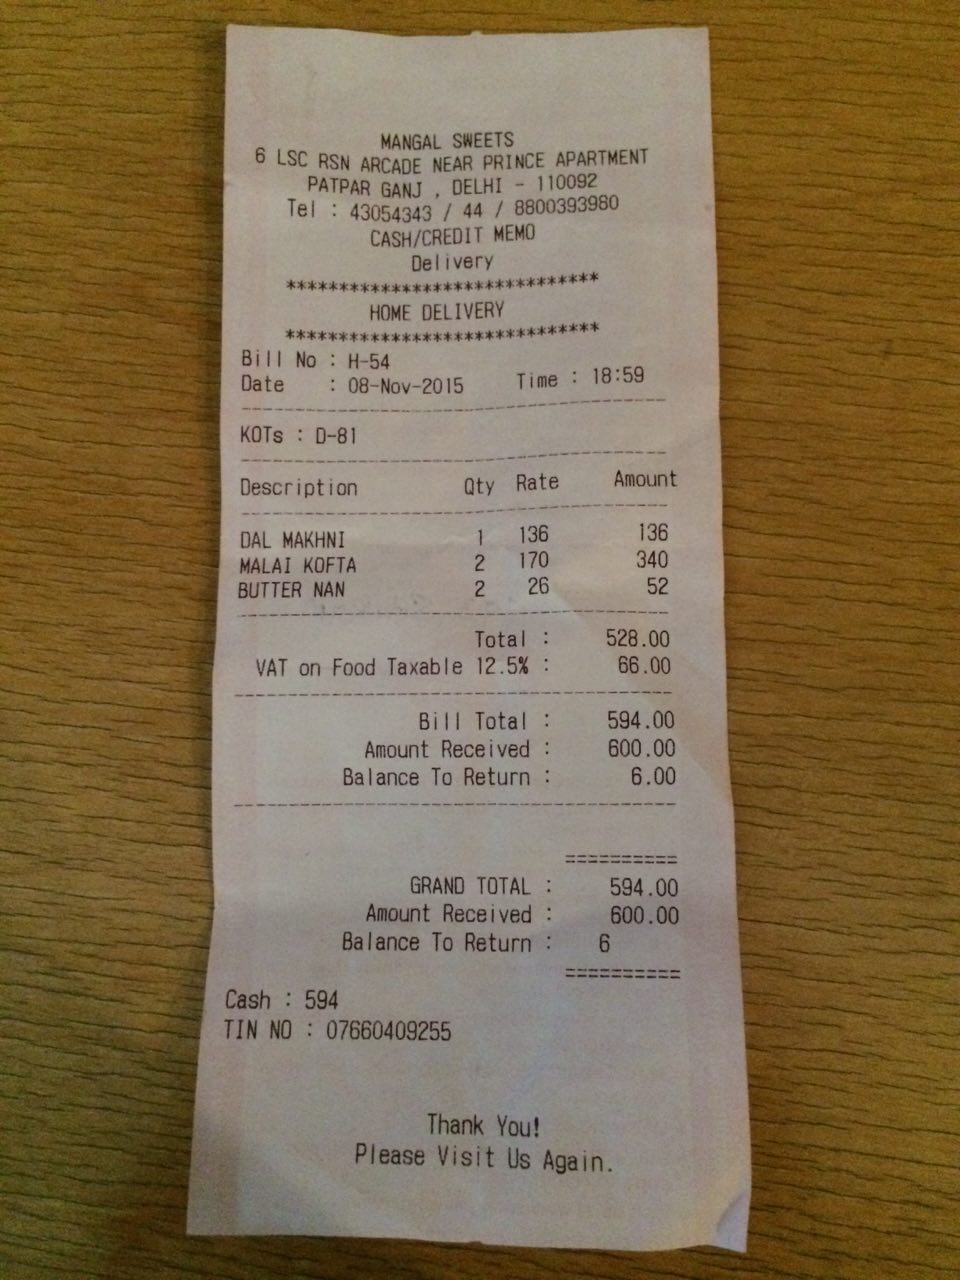 MANGAL SWEETS
6 LSC RSN ARCADE NEAR PRINCE APARTMENT
PATPAR GANJ , DELHI - 110092
Tel : 43054343 / 44 / 8800393980
CASH/CREDIT MEMO
Delivery
******************************
HOME DELIVERY
******************************
Bill No : H-54
Date : 08-Nov-2015 Time : 18:59
KOTs : D-81
Description Qty Rate Amount
DAL MAKHNI 1 136 136
MALAI KOFTA 2 170 340
BUTTER NAN 2 26 52
Total : 528.00
VAT on Food Taxable 12.5% : 66.00
Bill Total : 594.00
Amount Received : 600.00
Balance To Return : 6.00
==========
GRAND TOTAL : 594.00
Amount Received : 600.00
Balance To Return : 6
==========
Cash : 594
TIN NO : 07660409255
Thank You!
Please Visit Us Again.